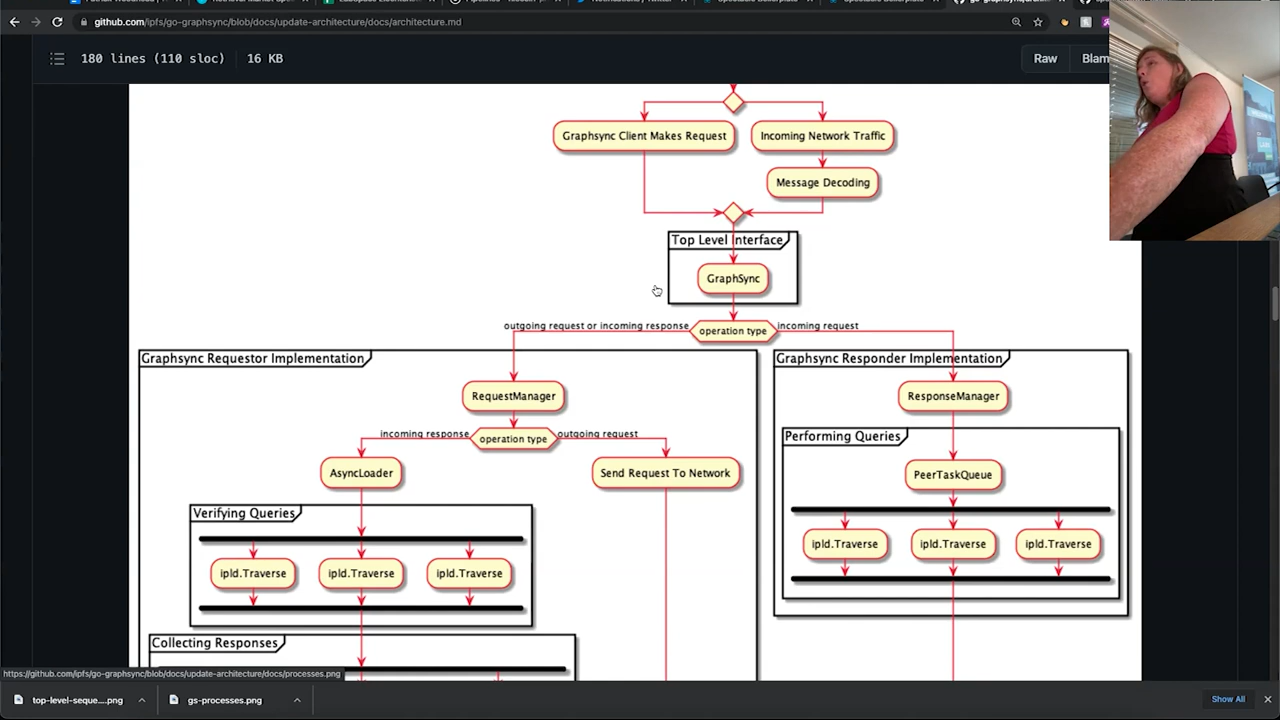 github.com/ipfs/go-graphsync/blob/docs/update-architecture/docs/architecture.md
180 lines (110 sloc)
16 KB
Raw
Blam
Graphsync Client Makes Request
Incoming Network Traffic
Message Decoding
Top Level Interface
GraphSync
outgoing request or incoming response
operation type
incoming request
Graphsync Requestor Implementation
Graphsync Responder Implementation
RequestManager
ResponseManager
incoming response
operation type
outgoing request
Performing Queries
AsyncLoader
Send Request To Network
PeerTaskQueue
Verifying Queries
ipld.Traverse
ipld.Traverse
ipld.Traverse
ipld.Traverse
ipld.Traverse
ipld.Traverse
Collecting Responses
https://github.com/ipfs/go-graphsync/blob/docs/update-architecture/docs/processes.png
top-level-seque....png
gs-processes.png
Show All